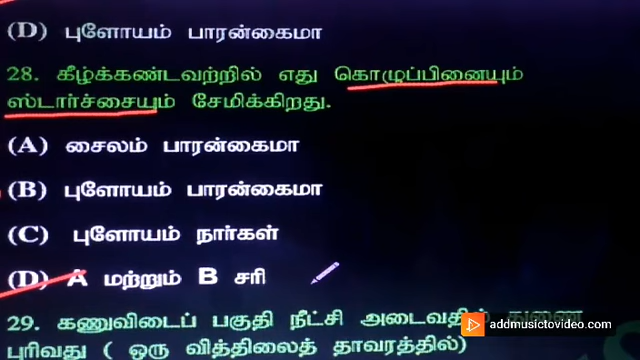 (D) புளோயம் பாரன்கைமா
28. கீழ்க்கண்டவற்றில் எது கொழுப்பினையும்
ஸ்டார்ச்சையும் சேமிக்கிறது.
(A) சைலம் பாரன்கைமா
(B) புளோயம் பாரன்கைமா
(C) புளோயம் நார்கள்
(D) A மற்றும் B சரி
29. கணுவிடைப் பகுதி நீட்சி அடைவதில் துணை
புரிவது ( ஒரு வித்திலைத் தாவரத்தில்)
addmusictovideo.com